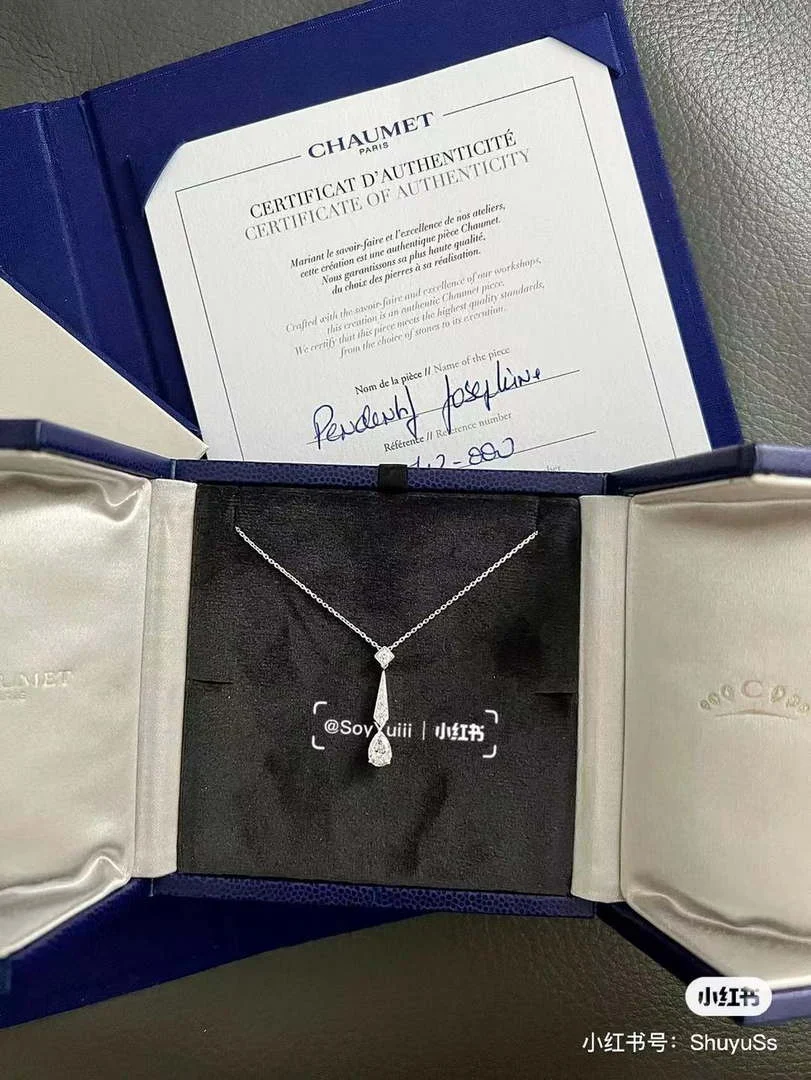 CHAUMET
PARIS
CERTIFICAT D'AUTHENTICITÉ
CERTIFICATE OF AUTHENTICITY
Mariant le savoir-faire et l'excellence de nos ateliers,
cette création est une authentique pièce Chaumet.
Nous garantissons sa plus haute qualité,
du choix des pierres à sa réalisation.
Crafted with the savoir-faire and excellence of our workshops,
this creation is an authentic Chaumet piece.
We certify that this piece meets the highest quality standards,
from the choice of stones to its execution.
Nom de la pièce // Name of the piece
Pendentif Joséphine
Référence // Reference number
-000
UMET
C
@SoyYuiii | 小红书
小红书
小红书号：ShuyuSs